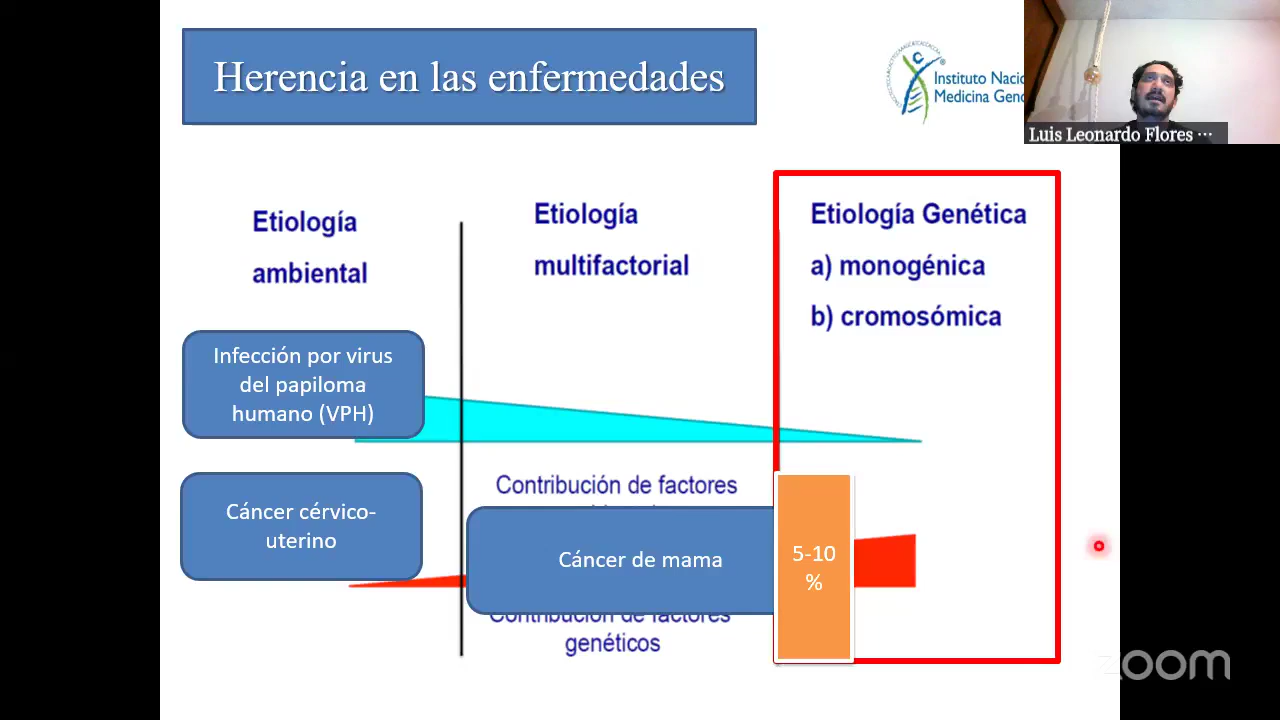 Herencia en las enfermedades
Instituto
Medicina
Luis Leonardo Flores ...
Etiología
ambiental
Etiología
multifactorial
Etiología Genética
a) monogénica
b) cromosómica
Infección por virus
del papiloma
humano (VPH)
Contribución de factores
Cáncer cérvico-
uterino
Cáncer de mama
5-10
%
Contribución de factores
genéticos
zoom